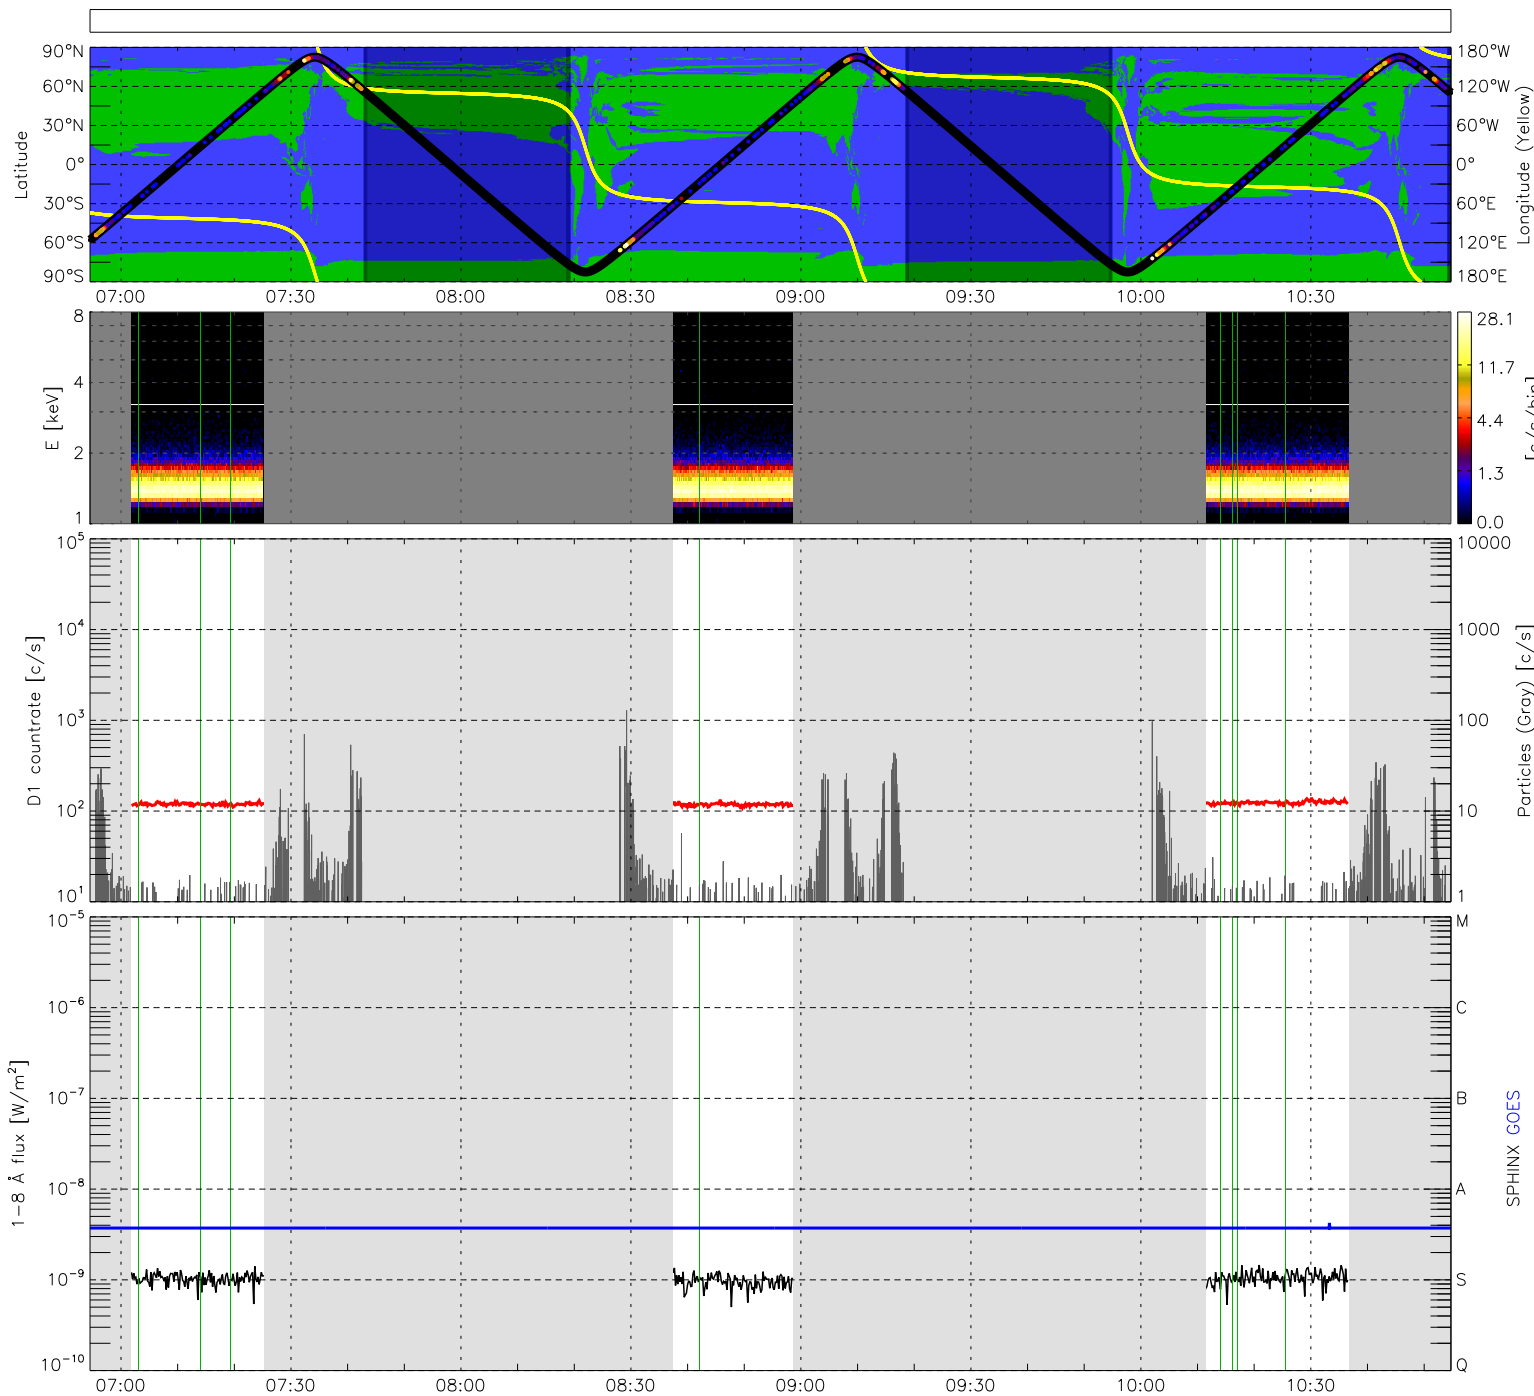 90°N
60°N
30°N
0°
30°S
60°S
90°S
Latitude
180°W
120°W
60°W
0°
60°E
120°E
180°E
Longitude (Yellow)
07:00 07:30 08:00 08:30 09:00 09:30 10:00 10:30
8
4
2
1
E [keV]
28.1
11.7
4.4
1.3
0.0
[c/s/bin]
10⁵
10⁴
10³
10²
10¹
D1 countrate [c/s]
10000
1000
100
10
1
Particles (Gray) [c/s]
10⁻⁵
10⁻⁶
10⁻⁷
10⁻⁸
10⁻⁹
10⁻¹⁰
1−8 Å flux [W/m²]
M
C
B
A
S
Q
SPHINX GOES
07:00 07:30 08:00 08:30 09:00 09:30 10:00 10:30